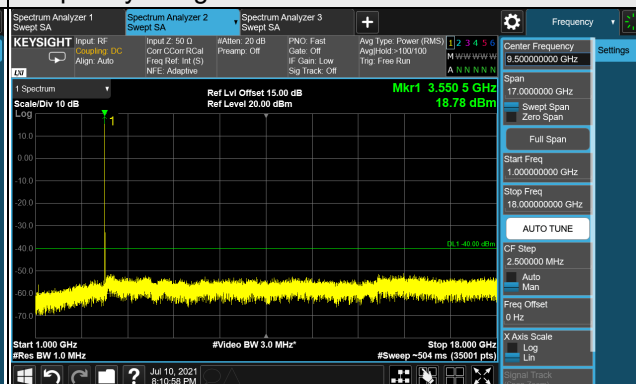 Spectrum Analyzer 1
Swept SA
Spectrum Analyzer 2
Swept SA
Spectrum Analyzer 3
Swept SA
+
Frequency
KEYSIGHT
LXI
Input: RF
Coupling: DC
Align: Auto
Input Z: 50 Ω
Corr CCorr RCal
Freq Ref: Int (S)
NFE: Adaptive
#Atten: 20 dB
Preamp: Off
PNO: Fast
Gate: Off
IF Gain: Low
Sig Track: Off
Avg Type: Power (RMS)
Avg|Hold:>100/100
Trig: Free Run
1 2 3 4 5 6
M W W W W W
A N N N N N
1 Spectrum
Scale/Div 10 dB
Log
Ref Lvl Offset 15.00 dB
Ref Level 20.00 dBm
Mkr1 3.550 5 GHz
18.78 dBm
1
10.0
0.00
-10.0
-20.0
-30.0
-40.0
-50.0
-60.0
-70.0
DL1 -40.00 dBm
Start 1.000 GHz
#Res BW 1.0 MHz
#Video BW 3.0 MHz*
Stop 18.000 GHz
#Sweep ~504 ms (35001 pts)
Jul 10, 2021
8:10:58 PM
Center Frequency
9.500000000 GHz
Span
17.0000000 GHz
Swept Span
Zero Span
Full Span
Start Freq
1.000000000 GHz
Stop Freq
18.000000000 GHz
AUTO TUNE
CF Step
2.500000 MHz
Auto
Man
Freq Offset
0 Hz
X Axis Scale
Log
Lin
Signal Track
Settings